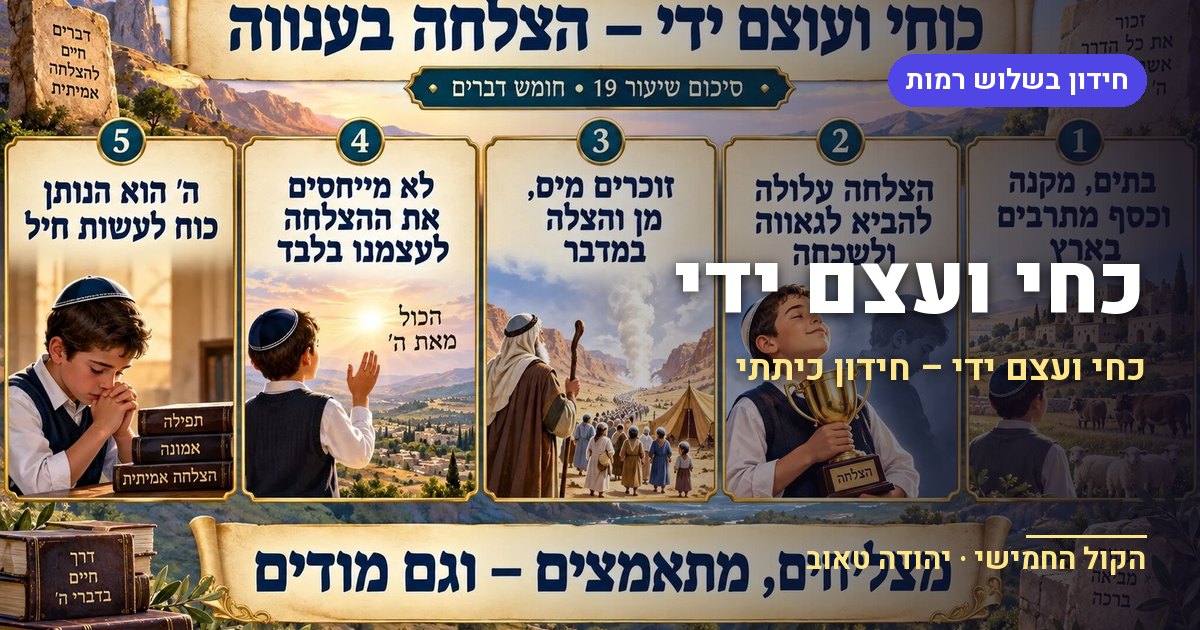 כוחי ועוצם ידי – הצלחה בענווה
סיכום שיעור 19 • חומש דברים
דברים
חיים
להצלחה
אמיתית
זכור
את כל הדרך
ה'
חידון בשלוש רמות
1
בתים, מקנה
וכסף מתרבים
בארץ
2
הצלחה עלולה
להביא לגאווה
ולשכחה
הצלחה
3
זוכרים מים,
מן והצלה
במדבר
4
לא מייחסים
את ההצלחה
לעצמנו בלבד
הכול
מאת ה'
5
ה' הוא הנותן
כוח לעשות חיל
תפילה
אמונה
הצלחה אמיתית
כחי ועצם ידי
כחי ועצם ידי – חידון כיתתי
הקול החמישי · יהודה טאוב
מצליחים, מתאמצים – וגם מודים
דרך
חיים
בדברי ה'
מביאה
ברכה